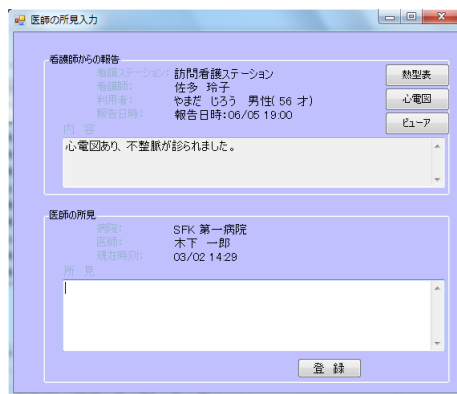 医師の所見入力
看護師からの報告
看護ステーション: 訪問看護ステーション
看護師: 佐多 玲子
利用者: やまだ じろう 男性(56 才)
報告日時: 報告日時:06/05 19:00
熱型表
心電図
ビューア
内 容
心電図あり、不整脈が診られました。
医師の所見
病院: SFK 第一病院
医師: 木下 一郎
現在時刻: 03/02 14:29
所 見
登 録